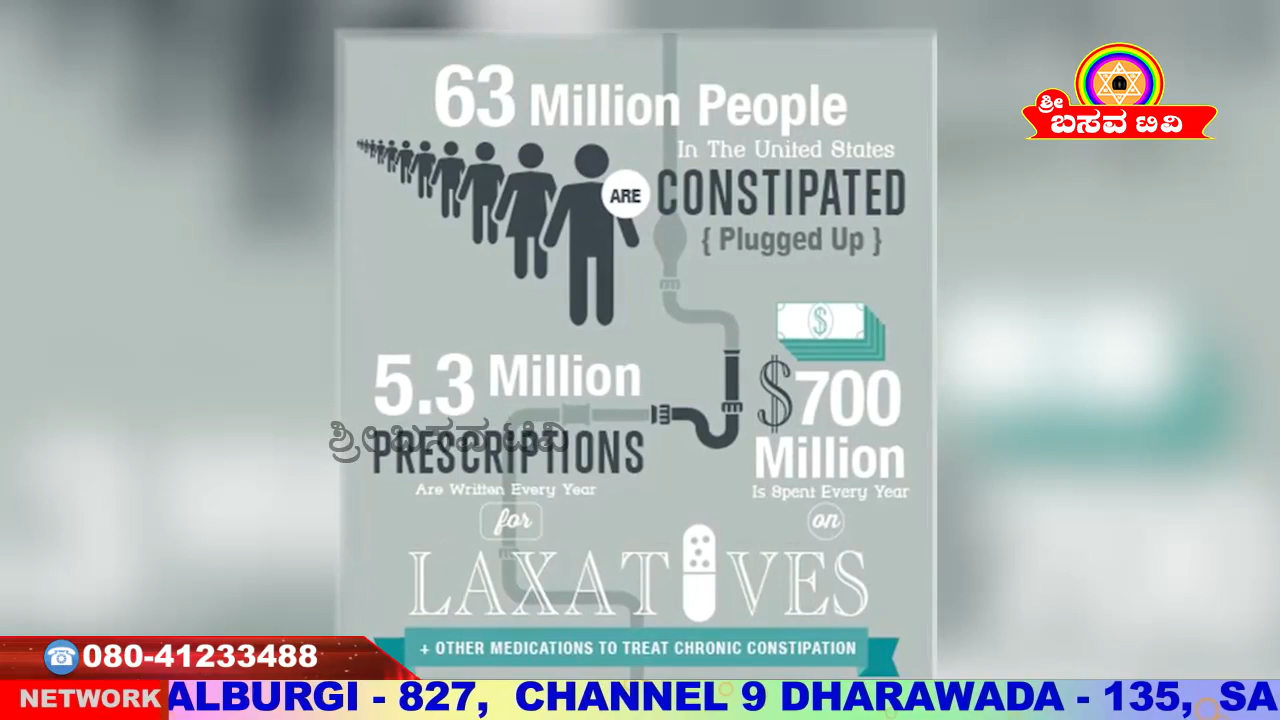 63 Million People
In The United States
ARE CONSTIPATED
{ Plugged Up }
5.3 Million
PRESCRIPTIONS
Are Written Every Year
for
$700
Million
Is Spent Every Year
on
LAXATIVES
+ OTHER MEDICATIONS TO TREAT CHRONIC CONSTIPATION
ಶ್ರೀ
ಬಸವ ಟಿವಿ
ಶ್ರೀ ಬಸವ ಟಿವಿ
080-41233488
NETWORK ALBURGI - 827, CHANNEL 9 DHARAWADA - 135, SA